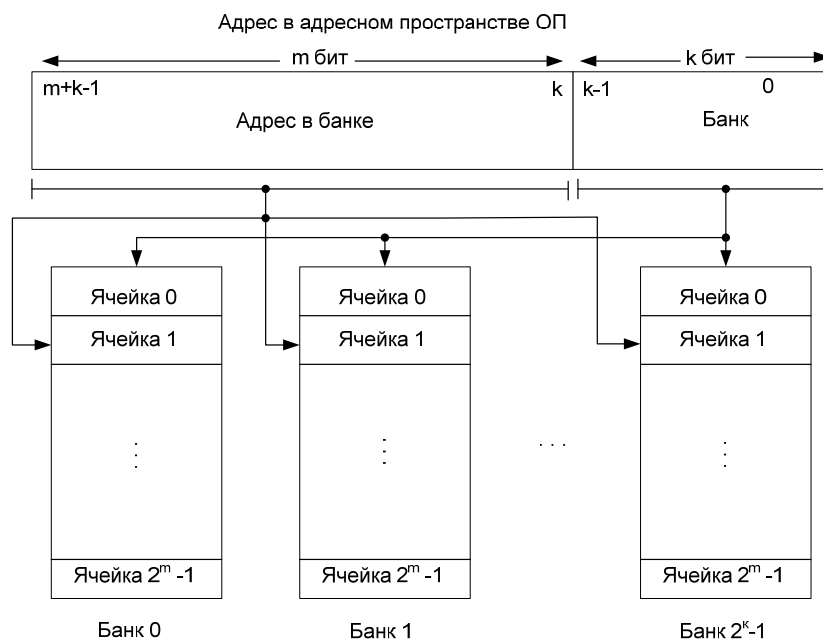 Адрес в адресном пространстве ОП
m бит k бит
m+k-1 k k-1 0
Адрес в банке Банк
Ячейка 0 Ячейка 0 Ячейка 0
Ячейка 1 Ячейка 1 Ячейка 1
. . .
Ячейка 2^m -1 Ячейка 2^m -1 Ячейка 2^m -1
Банк 0 Банк 1 Банк 2^к-1